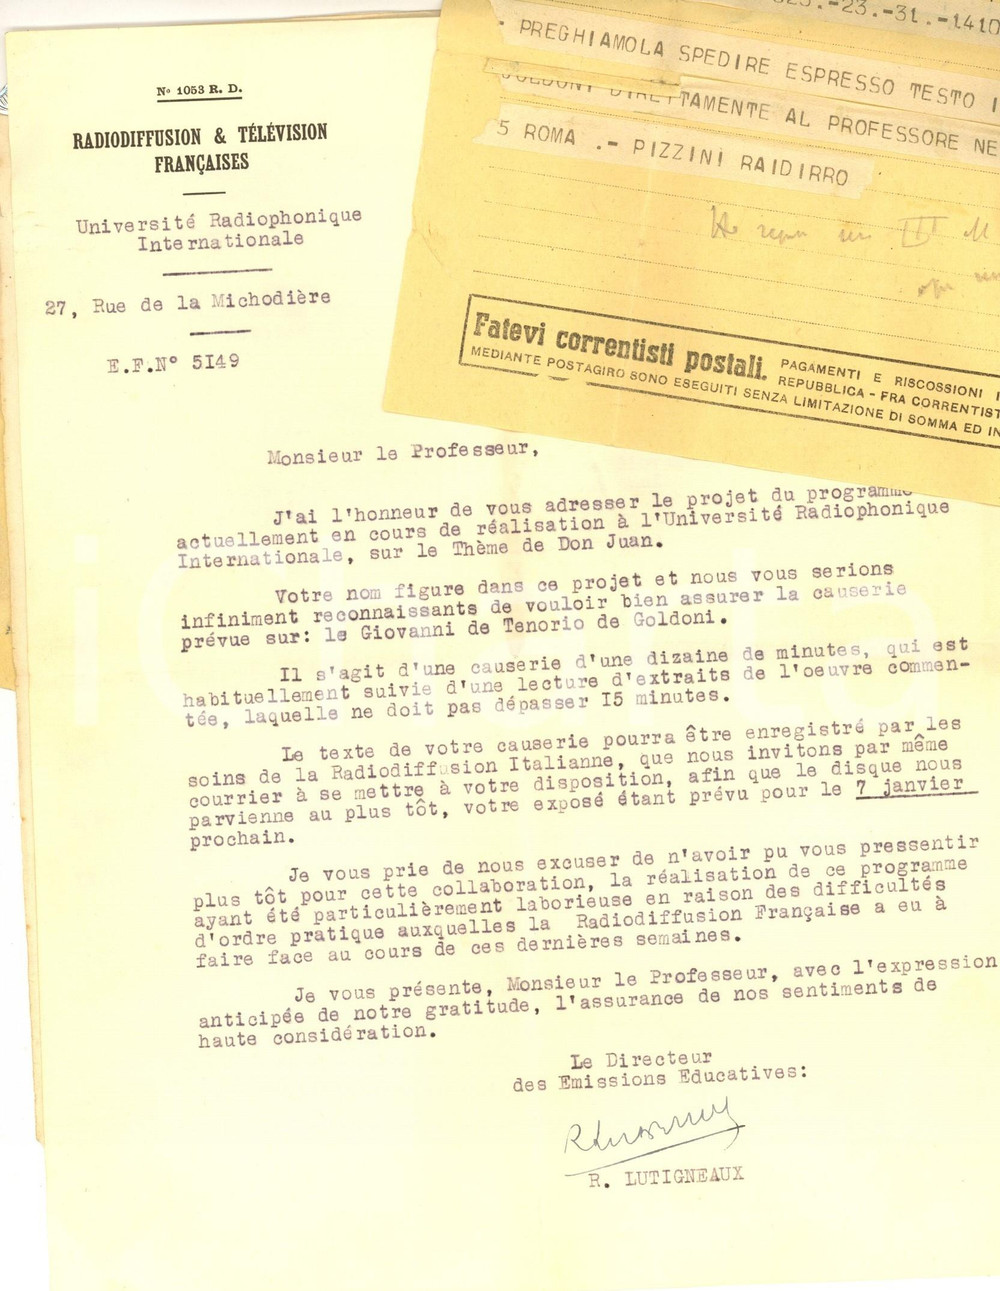 Nº 1053 R. D.
RADIODIFFUSION & TÉLÉVISION
FRANÇAISES
Université Radiophonique
Internationale
27, Rue de la Michodière
E.F.N° 5I49
.-23.-31.-1410
PREGHIAMOLA SPEDIRE ESPRESSO TESTO I
GOLDONI DIRETTAMENTE AL PROFESSORE NE
5 ROMA .- PIZZINI RAIDIRRO
Fatevi correntisti postali.
PAGAMENTI E RISCOSSIONI I
REPUBBLICA - FRA CORRENTIST
MEDIANTE POSTAGIRO SONO ESEGUITI SENZA LIMITAZIONE DI SOMMA ED IN
Monsieur le Professeur,
J'ai l'honneur de vous adresser le projet du programme
actuellement en cours de réalisation à l'Université Radiophonique
Internationale, sur le Thème de Don Juan.
Votre nom figure dans ce projet et nous vous serions
infiniment reconnaissants de vouloir bien assurer la causerie
prévue sur: le Giovanni de Tenorio de Goldoni.
Il s'agit d'une causerie d'une dizaine de minutes, qui est
habituellement suivie d'une lecture d'extraits de l'oeuvre commen-
tée, laquelle ne doit pas dépasser I5 minutes.
Le texte de votre causerie pourra être enregistré par les
soins de la Radiodiffusion Italianne, que nous invitons par même
courrier à se mettre à votre disposition, afin que le disque nous
parvienne au plus tôt, votre exposé étant prévu pour le 7 janvier
prochain.
Je vous prie de nous excuser de n'avoir pu vous pressentir
plus tôt pour cette collaboration, la réalisation de ce programme
ayant été particulièrement laborieuse en raison des difficultés
d'ordre pratique auxquelles la Radiodiffusion Française a eu à
faire face au cours de ces dernières semaines.
Je vous présente, Monsieur le Professeur, avec l'expression
anticipée de notre gratitude, l'assurance de nos sentiments de
haute considération.
Le Directeur
des Emissions Educatives:
R. LUTIGNEAUX